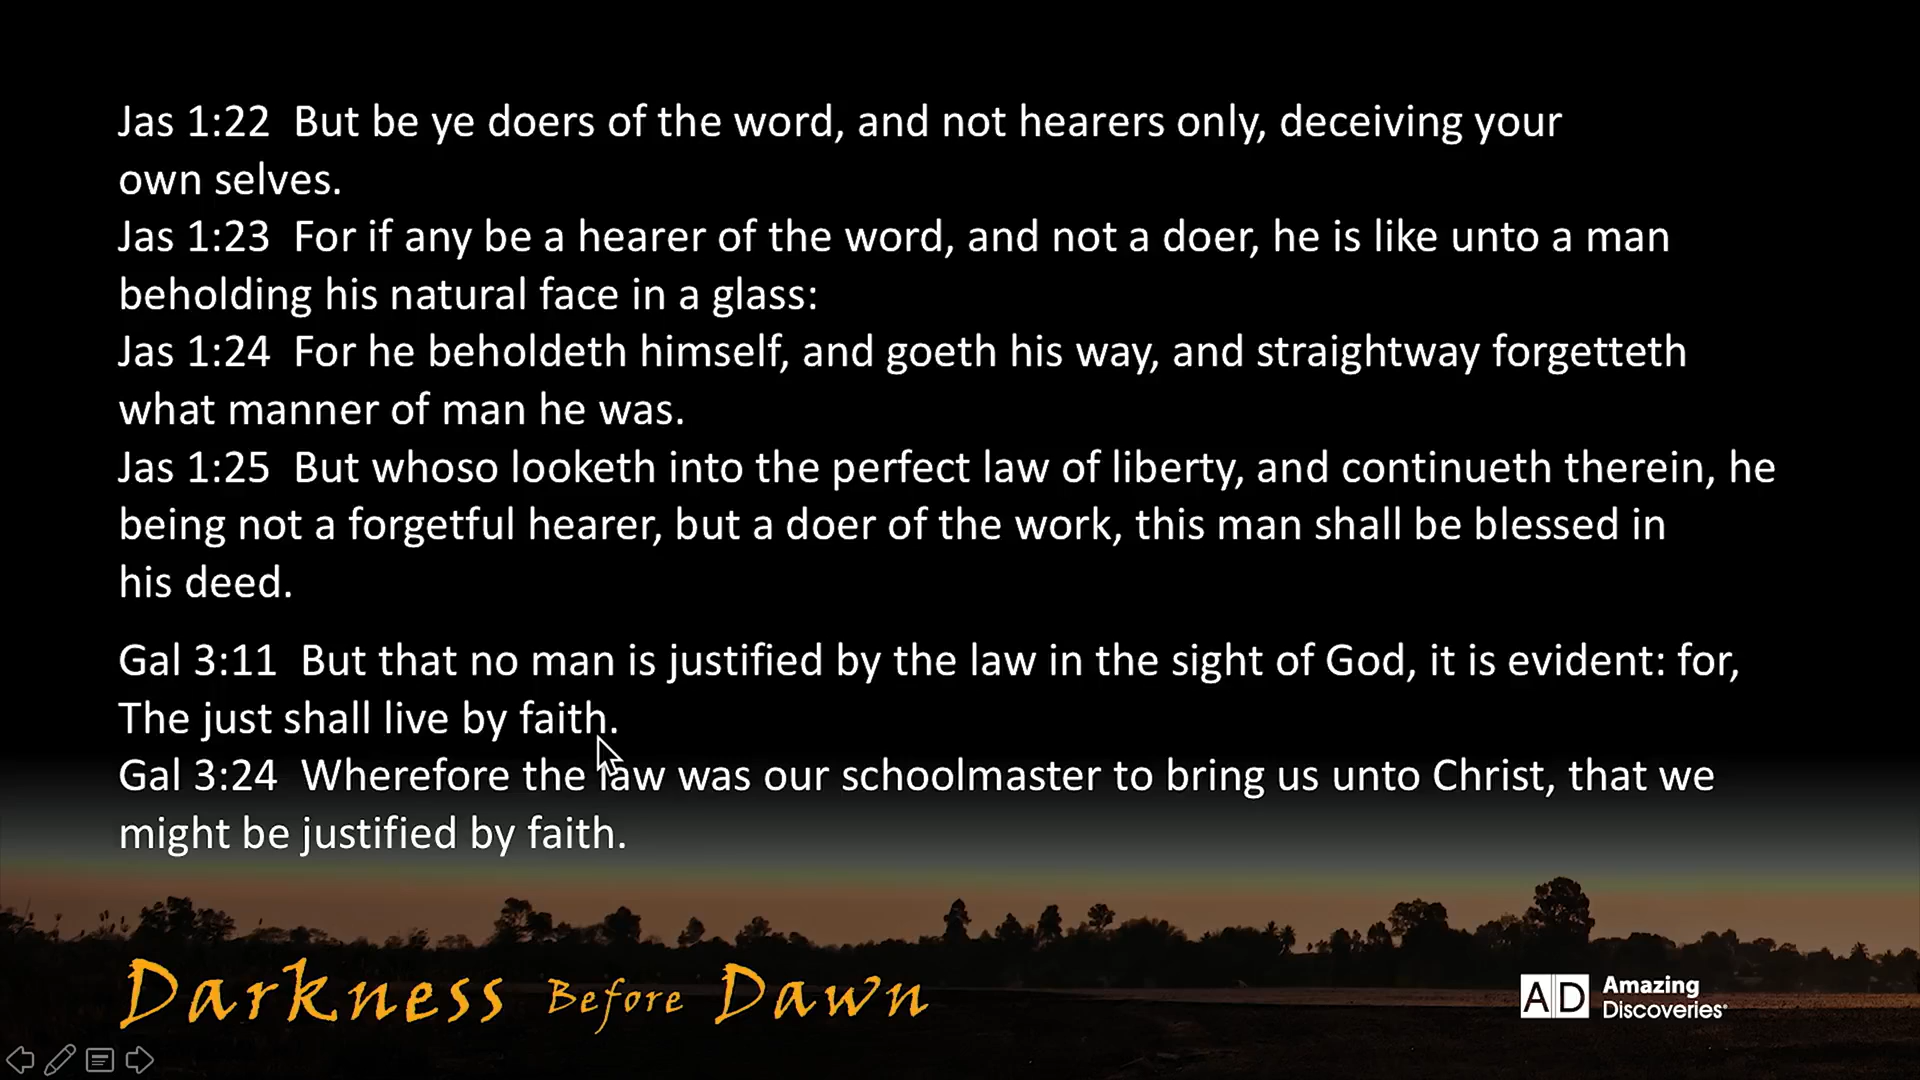 Jas 1:22  But be ye doers of the word, and not hearers only, deceiving your
own selves.
Jas 1:23  For if any be a hearer of the word, and not a doer, he is like unto a man
beholding his natural face in a glass:
Jas 1:24  For he beholdeth himself, and goeth his way, and straightway forgetteth
what manner of man he was.
Jas 1:25  But whoso looketh into the perfect law of liberty, and continueth therein, he
being not a forgetful hearer, but a doer of the work, this man shall be blessed in
his deed.
Gal 3:11  But that no man is justified by the law in the sight of God, it is evident: for,
The just shall live by faith.
Gal 3:24  Wherefore the law was our schoolmaster to bring us unto Christ, that we
might be justified by faith.
Darkness Before Dawn
AD Amazing
Discoveries